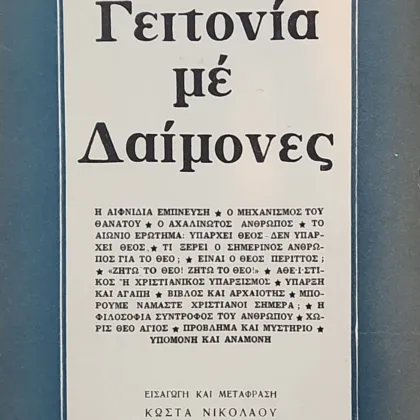 Γειτονία
μέ
Δαίμονες
Η ΑΙΦΝΙΔΙΑ ΕΜΠΝΕΥΣΗ ★ Ο ΜΗΧΑΝΙΣΜΟΣ ΤΟΥ
ΘΑΝΑΤΟΥ ★ Ο ΑΧΑΛΙΝΩΤΟΣ ΑΝΘΡΩΠΟΣ ★ ΤΟ
ΑΙΩΝΙΟ ΕΡΩΤΗΜΑ: ΥΠΑΡΧΕΙ ΘΕΟΣ - ΔΕΝ ΥΠΑΡ-
ΧΕΙ ΘΕΟΣ ★ ΤΙ ΞΕΡΕΙ Ο ΣΗΜΕΡΙΝΟΣ ΑΝΘΡΩ-
ΠΟΣ ΓΙΑ ΤΟ ΘΕΟ; ★ ΕΙΝΑΙ Ο ΘΕΟΣ ΠΕΡΙΤΤΟΣ; ★
★ «ΖΗΤΩ ΤΟ ΘΕΟ! ΖΗΤΩ ΤΟ ΘΕΟ!» ★ ΑΘΕ·Ι·ΣΤΙ-
ΚΟΣ Ή ΧΡΙΣΤΙΑΝΙΚΟΣ ΥΠΑΡΞΙΣΜΟΣ ★ ΥΠΑΡΞΗ
ΚΑΙ ΑΓΑΠΗ ★ ΒΙΒΛΟΣ ΚΑΙ ΑΡΧΑΙΟΤΗΣ ★ ΜΠΟ-
ΡΟΥΜΕ ΝΑΜΑΣΤΕ ΧΡΙΣΤΙΑΝΟΙ ΣΗΜΕΡΑ; ★ Η
ΦΙΛΟΣΟΦΙΑ ΣΥΝΤΡΟΦΟΣ ΤΟΥ ΑΝΘΡΩΠΟΥ ★ ΧΩ-
ΡΙΣ ΘΕΟ ΑΓΙΟΣ ★ ΠΡΟΒΛΗΜΑ ΚΑΙ ΜΥΣΤΗΡΙΟ ★
ΥΠΟΜΟΝΗ ΚΑΙ ΑΝΑΜΟΝΗ
ΕΙΣΑΓΩΓΗ ΚΑΙ ΜΕΤΑΦΡΑΣΗ
ΚΩΣΤΑ ΝΙΚΟΛΑΟΥ